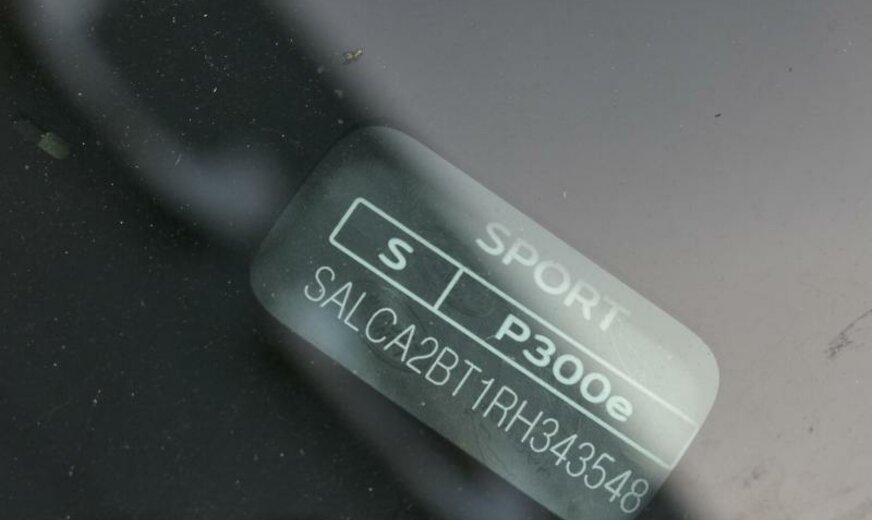 SPORT
S P300e
SALCA2BT1RH343548